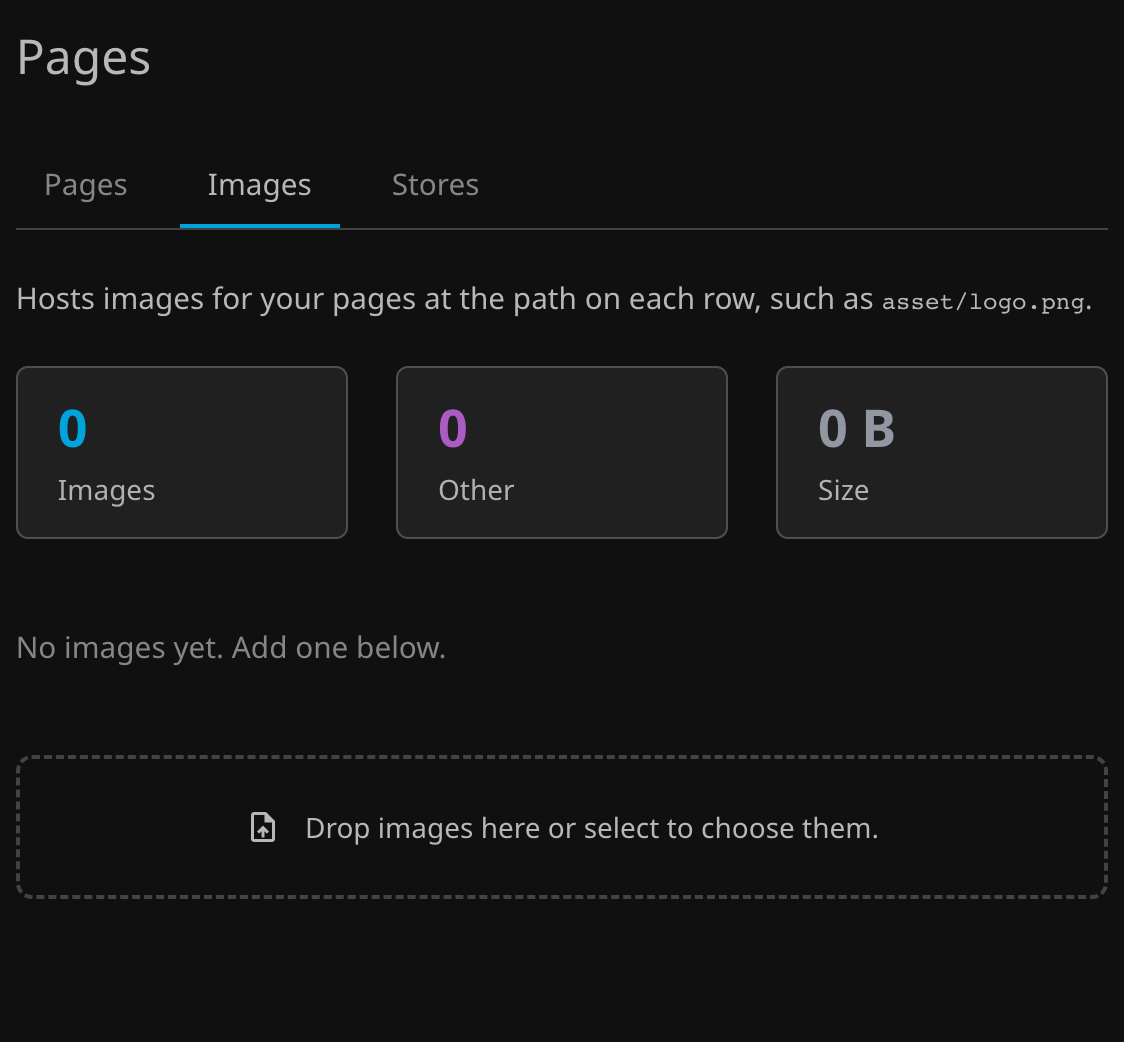 Pages
Pages Images Stores
Hosts images for your pages at the path on each row, such as asset/logo.png.
0 0 0 B
Images Other Size
No images yet. Add one below.
Drop images here or select to choose them.